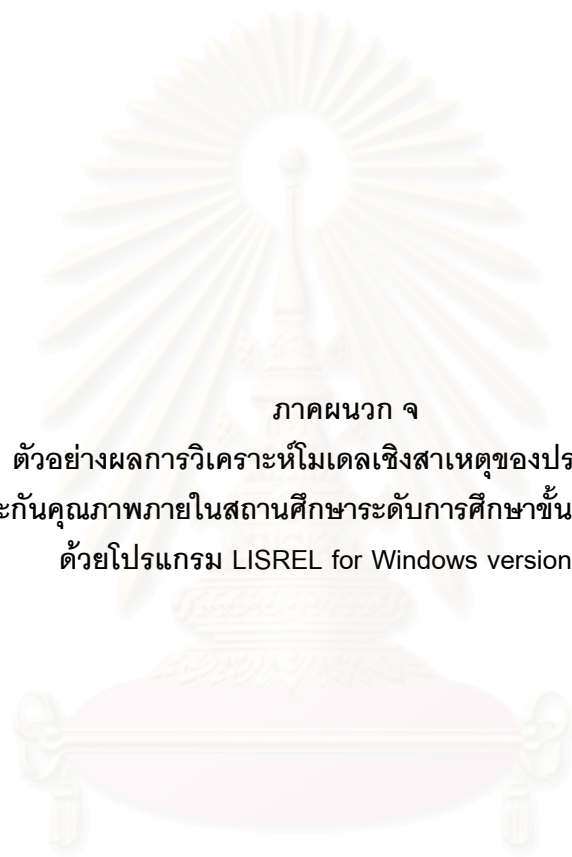 ภาคผนวก จ
ตัวอย่างผลการวิเคราะห์โมเดลเชิงสาเหตุของปร
ะกันคุณภาพภายในสถานศึกษาระดับการศึกษาขั้น
ด้วยโปรแกรม LISREL for Windows version